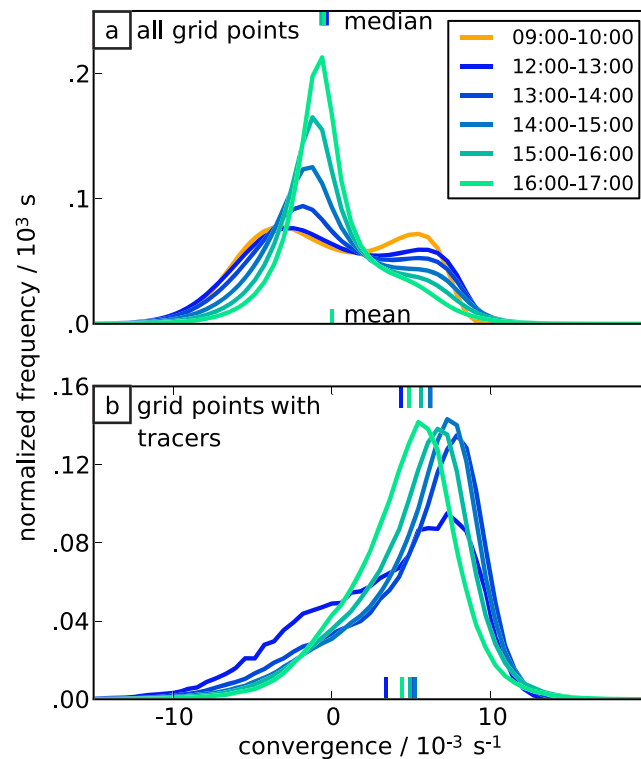 a all grid points
median
09:00-10:00
12:00-13:00
13:00-14:00
14:00-15:00
15:00-16:00
16:00-17:00
.2
.1
.0
mean
normalized frequency / 10³ s
b grid points with
tracers
.16
.12
.08
.04
.00
-10
0
10
convergence / 10⁻³ s⁻¹